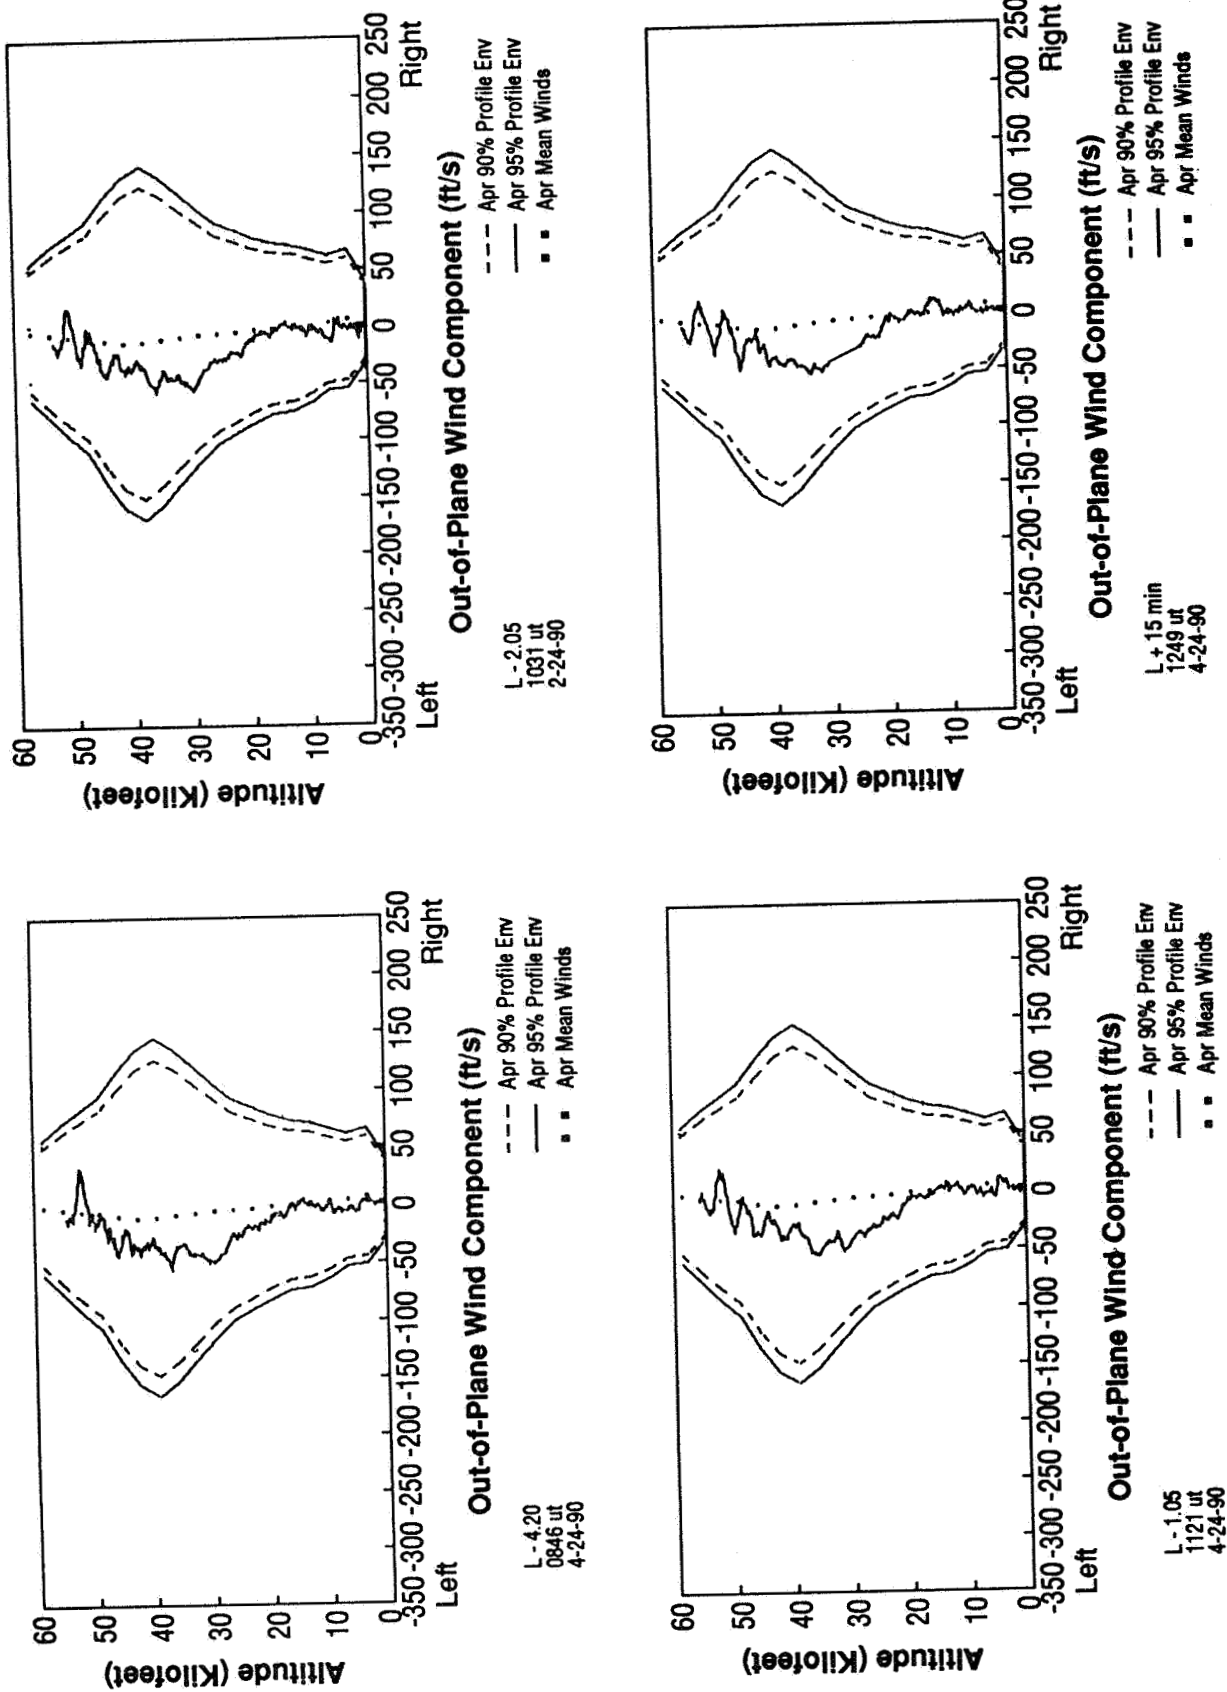 Altitude (Kilofeet)
60
50
40
30
20
10
0
-350 -300 -250 -200 -150 -100 -50 0 50 100 150 200 250
Left Right
Out-of-Plane Wind Component (ft/s)
L - 4.20
0846 ut
4-24-90
Apr 90% Profile Env
Apr 95% Profile Env
Apr Mean Winds
Altitude (Kilofeet)
60
50
40
30
20
10
0
-350 -300 -250 -200 -150 -100 -50 0 50 100 150 200 250
Left Right
Out-of-Plane Wind Component (ft/s)
L - 2.05
1031 ut
2-24-90
Apr 90% Profile Env
Apr 95% Profile Env
Apr Mean Winds
Altitude (Kilofeet)
60
50
40
30
20
10
0
-350 -300 -250 -200 -150 -100 -50 0 50 100 150 200 250
Left Right
Out-of-Plane Wind Component (ft/s)
L - 1.05
1121 ut
4-24-90
Apr 90% Profile Env
Apr 95% Profile Env
Apr Mean Winds
Altitude (Kilofeet)
60
50
40
30
20
10
0
-350 -300 -250 -200 -150 -100 -50 0 50 100 150 200 250
Left Right
Out-of-Plane Wind Component (ft/s)
L + 15 min
1249 ut
4-24-90
Apr 90% Profile Env
Apr 95% Profile Env
Apr Mean Winds